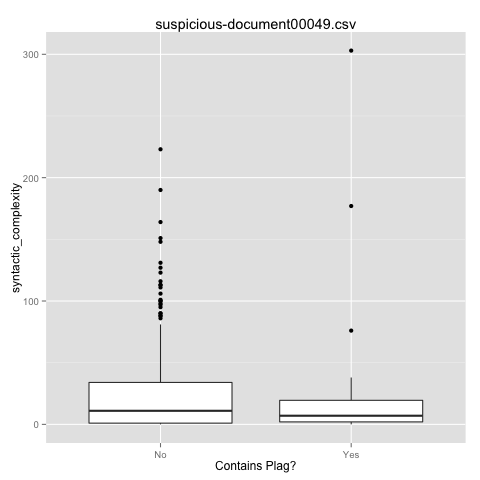 suspicious-document00049.csv
300
200
100
0
syntactic_complexity
No Yes
Contains Plag?